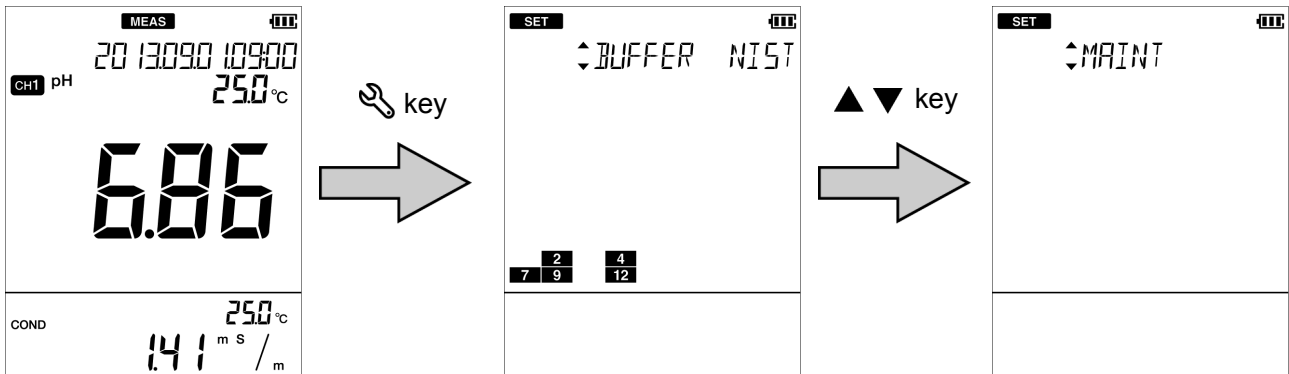 MEAS
2013.09.01.09:00
CH1 pH
25.0 °C
6.86
COND
25.0 °C
1.41 m S / m
key
SET
BUFFER NIST
2 4
7 9 12
▲ ▼ key
SET
MAINT